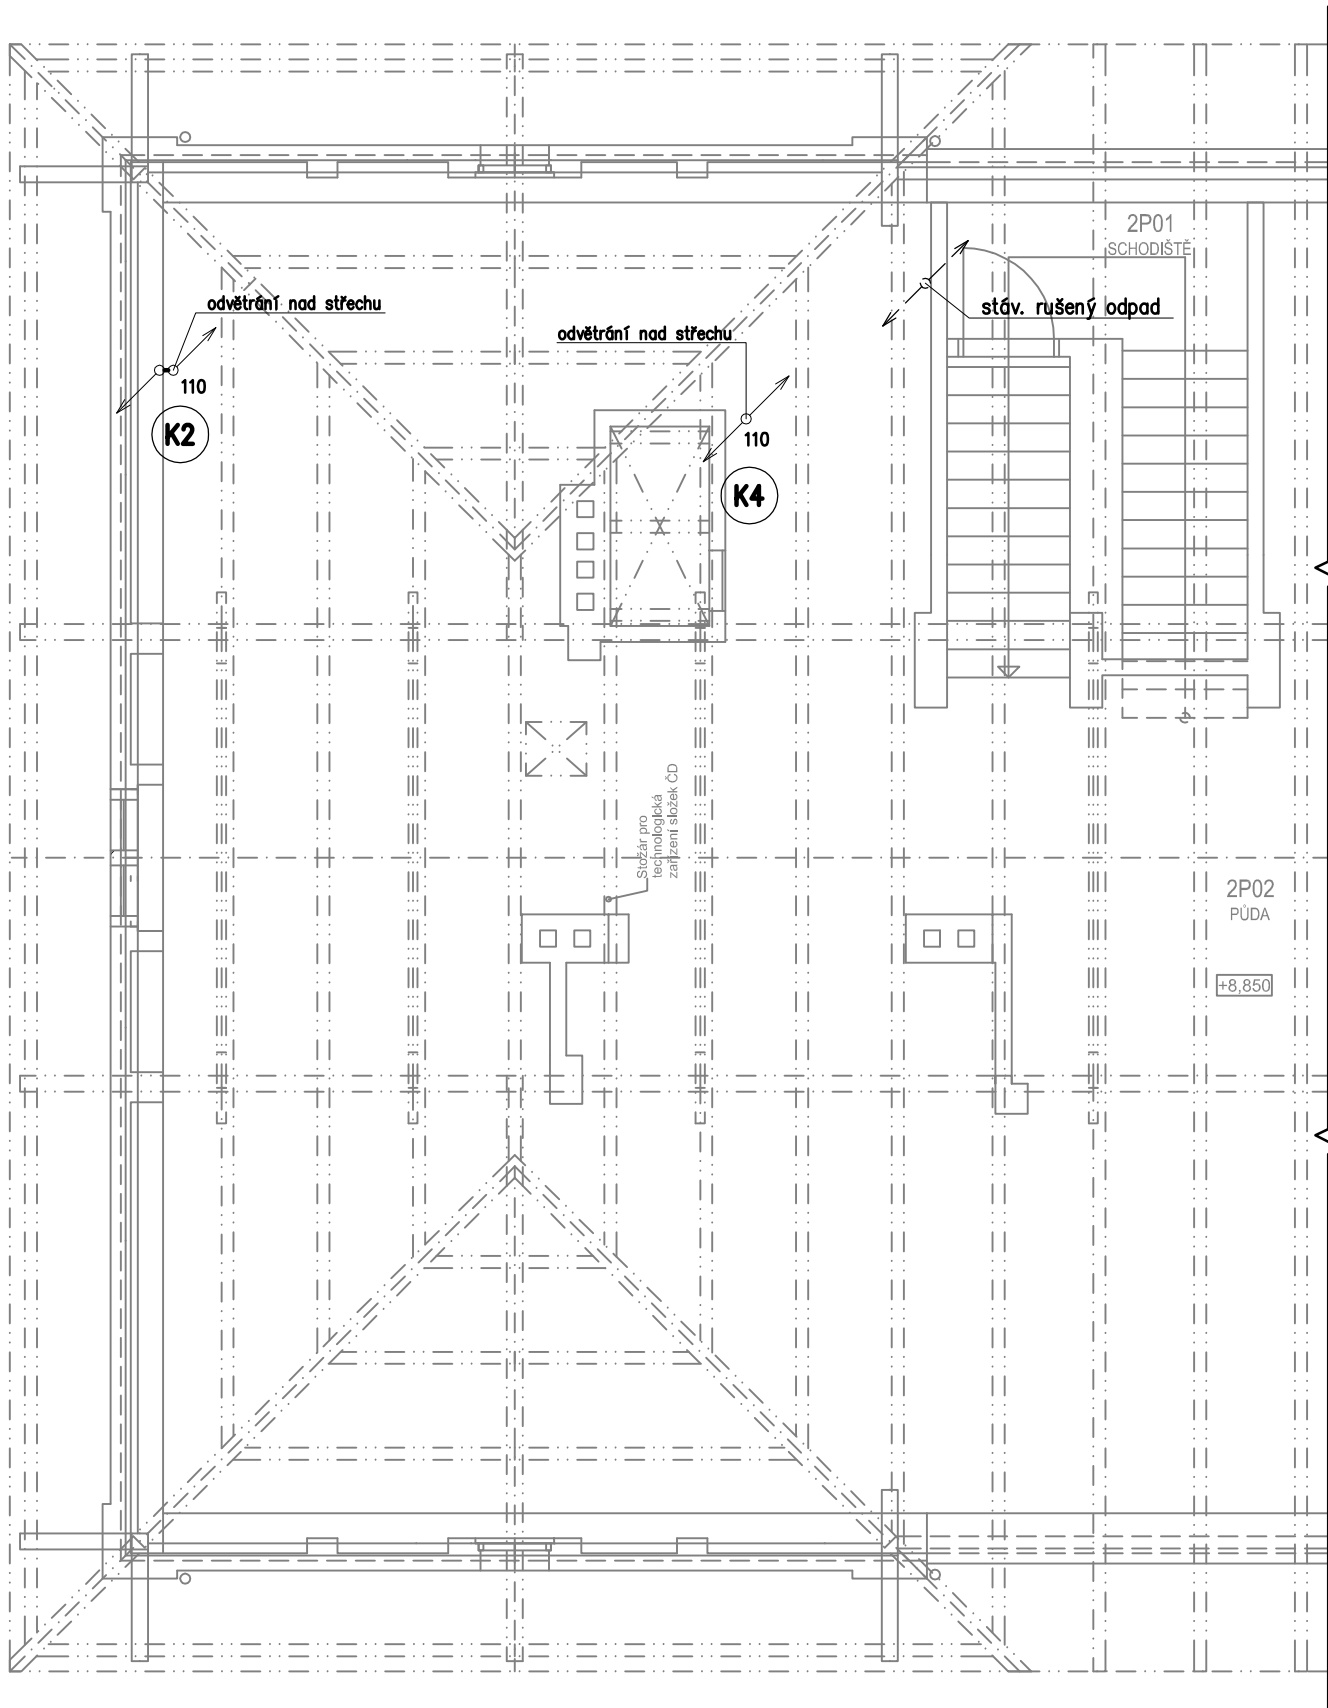 2P01
SCHODIŠTĚ
odvětrání nad střechu
110
K2
odvětrání nad střechu
110
K4
stáv. rušený odpad
Stožár pro
technologická
zařízení složek ČD
2P02
PŮDA
+8,850